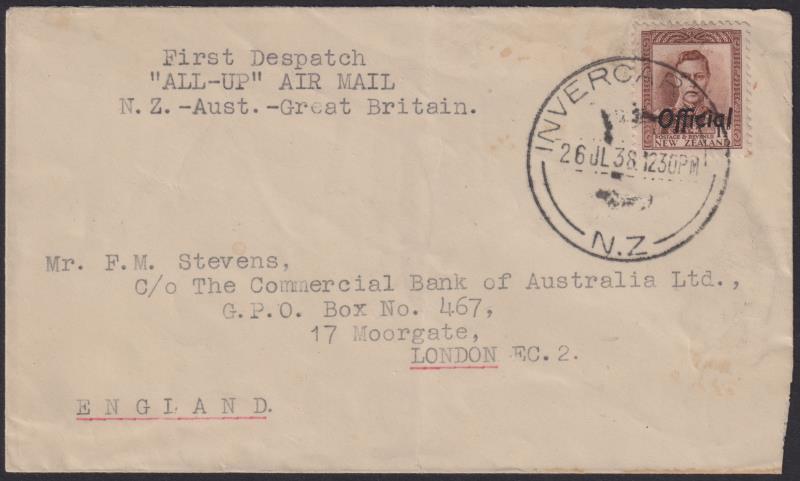 First Despatch
"ALL-UP" AIR MAIL
N.Z.-Aust.-Great Britain.
Official
POSTAGE & REVENUE
NEW ZEALAND
26 JL 38 1230PM
N.Z
Mr. F.M. Stevens,
C/o The Commercial Bank of Australia Ltd.,
G.P.O. Box No. 467,
17 Moorgate,
LONDON EC.2.
ENGLAND.